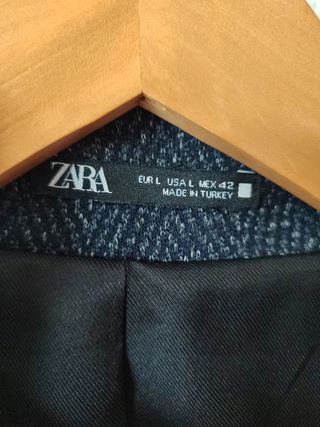 ZARA
EUR L USA L MEX 42
MADE IN TURKEY